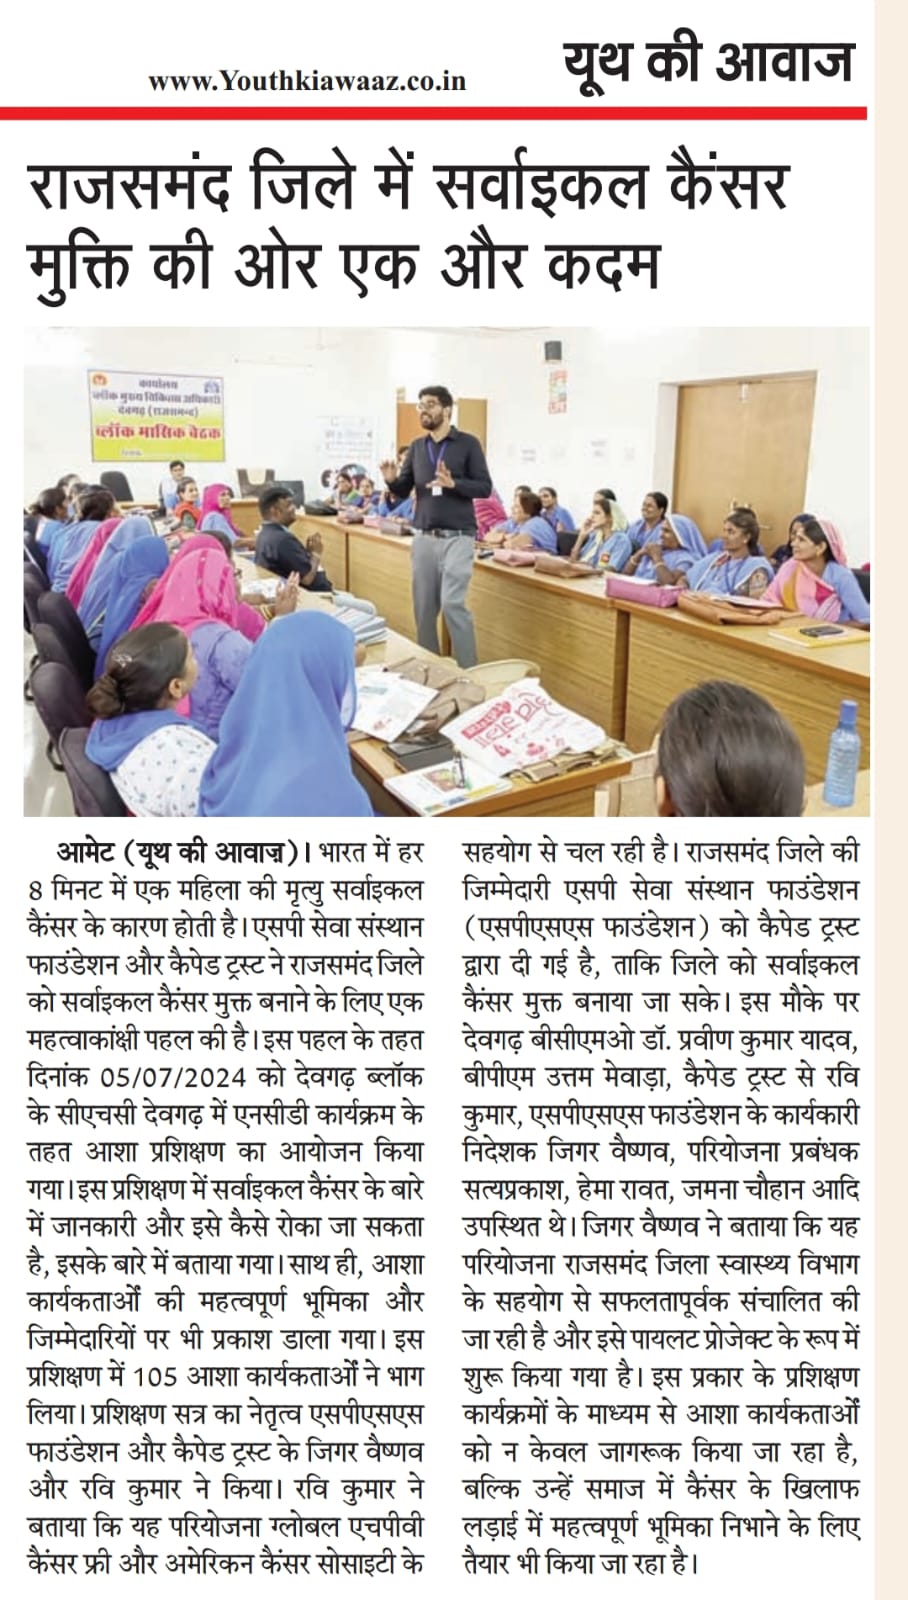 www.Youthkiawaaz.co.in
यूथ की आवाज
राजसमंद जिले में सर्वाइकल कैंसर
मुक्ति की ओर एक और कदम
कार्यालय
ब्लॉक मुख्य चिकित्सा अधिकारी
देवगढ़ (राजसमन्द)
ब्लॉक मासिक बैठक
आमेट (यूथ की आवाज)। भारत में हर
8 मिनट में एक महिला की मृत्यु सर्वाइकल
कैंसर के कारण होती है। एसपी सेवा संस्थान
फाउंडेशन और कैपेड ट्रस्ट ने राजसमंद जिले
को सर्वाइकल कैंसर मुक्त बनाने के लिए एक
महत्वाकांक्षी पहल की है। इस पहल के तहत
दिनांक 05/07/2024 को देवगढ़ ब्लॉक
के सीएचसी देवगढ़ में एनसीडी कार्यक्रम के
तहत आशा प्रशिक्षण का आयोजन किया
गया। इस प्रशिक्षण में सर्वाइकल कैंसर के बारे
में जानकारी और इसे कैसे रोका जा सकता
है, इसके बारे में बताया गया। साथ ही, आशा
कार्यकताओं की महत्वपूर्ण भूमिका और
जिम्मेदारियों पर भी प्रकाश डाला गया। इस
प्रशिक्षण में 105 आशा कार्यकताओं ने भाग
लिया। प्रशिक्षण सत्र का नेतृत्व एसपीएसएस
फाउंडेशन और कैपेड ट्रस्ट के जिगर वैष्णव
और रवि कुमार ने किया। रवि कुमार ने
बताया कि यह परियोजना ग्लोबल एचपीवी
कैंसर फ्री और अमेरिकन कैंसर सोसाइटी के
सहयोग से चल रही है। राजसमंद जिले की
जिम्मेदारी एसपी सेवा संस्थान फाउंडेशन
(एसपीएसएस फाउंडेशन) को कैपेड ट्रस्ट
द्वारा दी गई है, ताकि जिले को सर्वाइकल
कैंसर मुक्त बनाया जा सके। इस मौके पर
देवगढ़ बीसीएमओ डॉ. प्रवीण कुमार यादव,
बीपीएम उत्तम मेवाड़ा, कैपेड ट्रस्ट से रवि
कुमार, एसपीएसएस फाउंडेशन के कार्यकारी
निदेशक जिगर वैष्णव, परियोजना प्रबंधक
सत्यप्रकाश, हेमा रावत, जमना चौहान आदि
उपस्थित थे। जिगर वैष्णव ने बताया कि यह
परियोजना राजसमंद जिला स्वास्थ्य विभाग
के सहयोग से सफलतापूर्वक संचालित की
जा रही है और इसे पायलट प्रोजेक्ट के रूप में
शुरू किया गया है। इस प्रकार के प्रशिक्षण
कार्यक्रमों के माध्यम से आशा कार्यकताओं
को न केवल जागरूक किया जा रहा है,
बल्कि उन्हें समाज में कैंसर के खिलाफ
लड़ाई में महत्वपूर्ण भूमिका निभाने के लिए
तैयार भी किया जा रहा है।